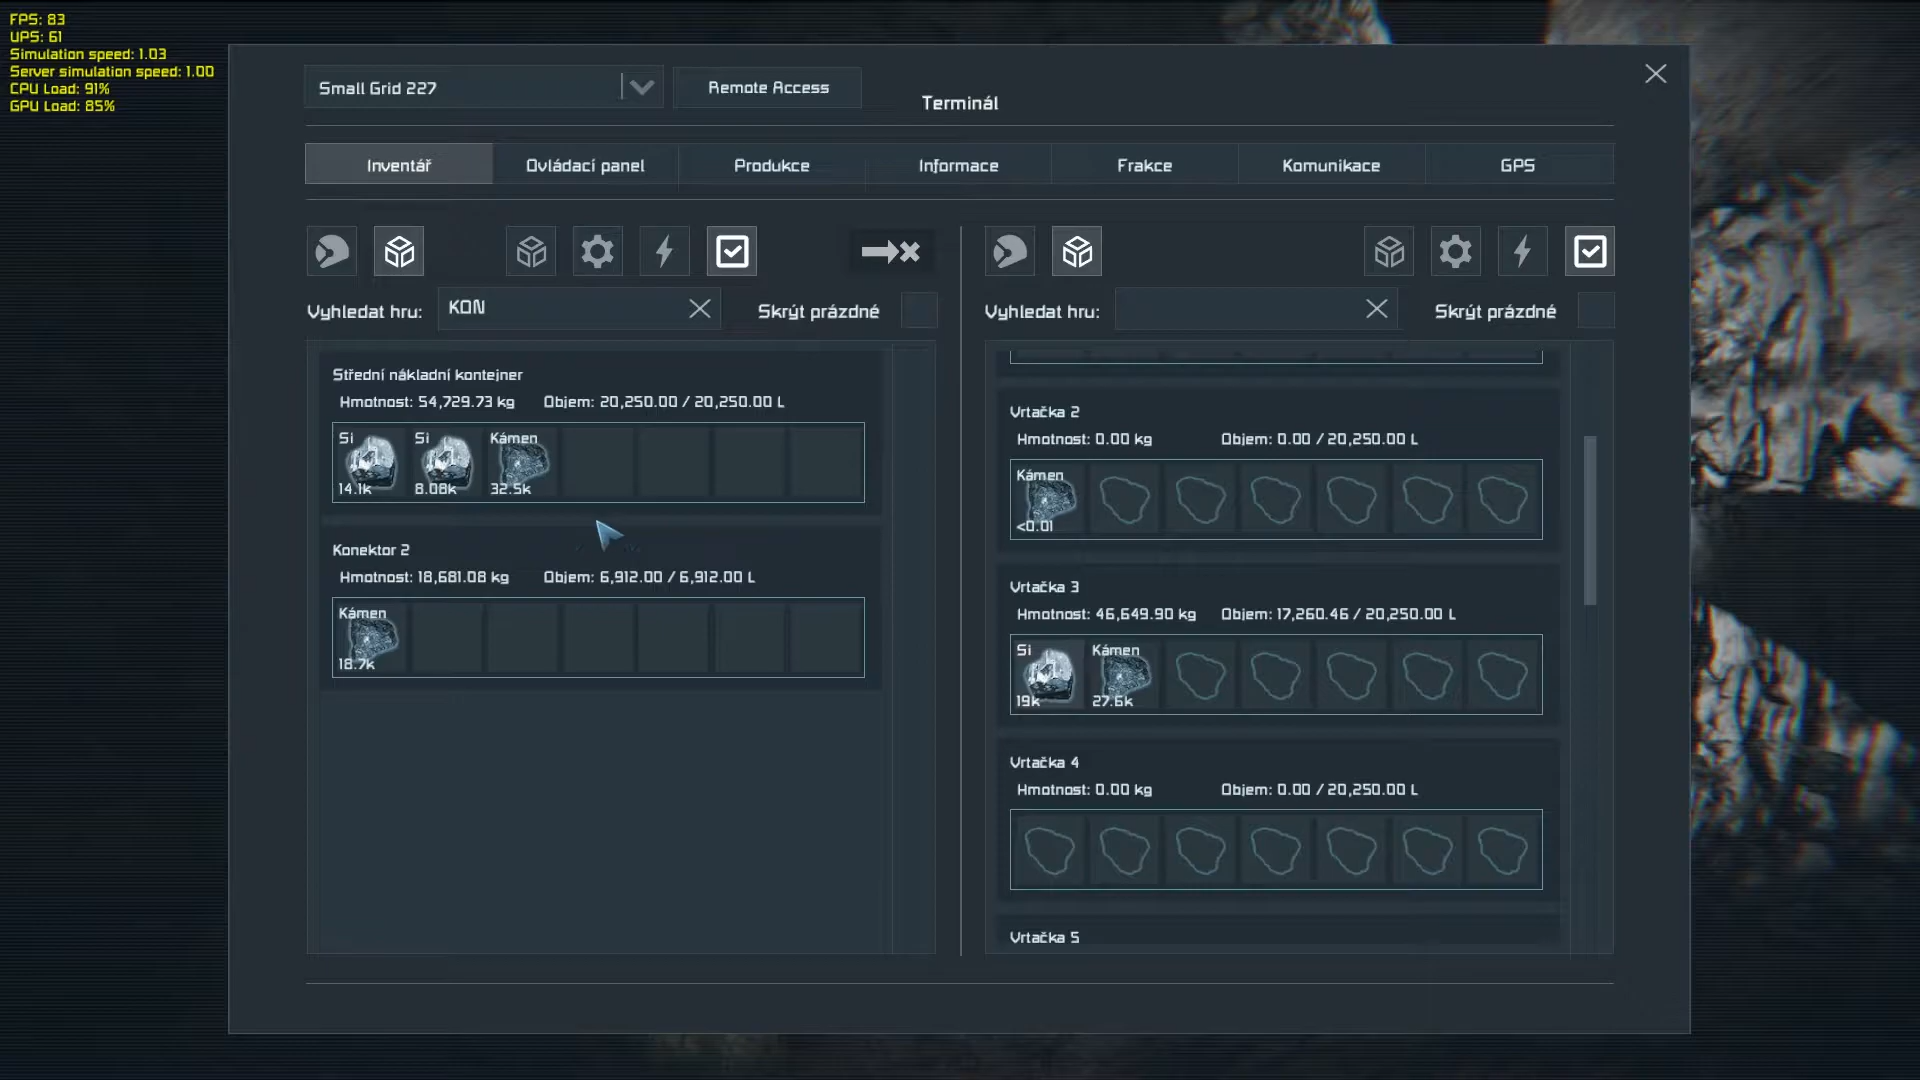 FPS: 83
UPS: 61
Simulation speed: 1.03
Server simulation speed: 1.00
CPU Load: 91%
GPU Load: 85%
Small Grid 227
Remote Access
Terminál
Inventář
Ovládací panel
Produkce
Informace
Frakce
Komunikace
GPS
Vyhledat hru:
KON
Skrýt prázdné
Střední nákladní kontejner
Hmotnost: 54,729.73 kg
Objem: 20,250.00 / 20,250.00 L
Si
14.1k
Si
8.08k
Kámen
32.5k
Konektor 2
Hmotnost: 18,681.08 kg
Objem: 6,912.00 / 6,912.00 L
Kámen
18.7k
Vyhledat hru:
Skrýt prázdné
Vrtačka 2
Hmotnost: 0.00 kg
Objem: 0.00 / 20,250.00 L
Kámen
<0.01
Vrtačka 3
Hmotnost: 46,649.90 kg
Objem: 17,260.46 / 20,250.00 L
Si
19k
Kámen
27.6k
Vrtačka 4
Hmotnost: 0.00 kg
Objem: 0.00 / 20,250.00 L
Vrtačka 5